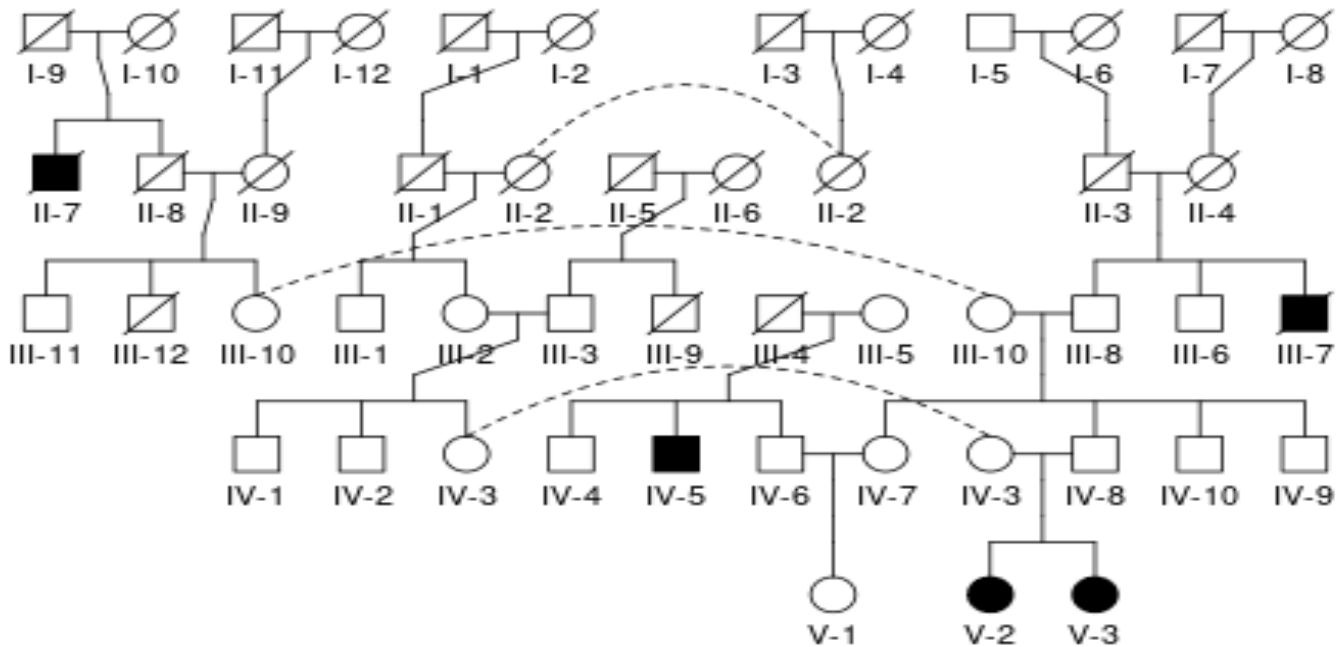 I-9 I-10 I-11 I-12 I-1 I-2 I-3 I-4 I-5 I-6 I-7 I-8
II-7 II-8 II-9 II-1 II-2 II-5 II-6 II-2 II-3 II-4
III-11 III-12 III-10 III-1 III-2 III-3 III-9 III-4 III-5 III-10 III-8 III-6 III-7
IV-1 IV-2 IV-3 IV-4 IV-5 IV-6 IV-7 IV-3 IV-8 IV-10 IV-9
V-1 V-2 V-3